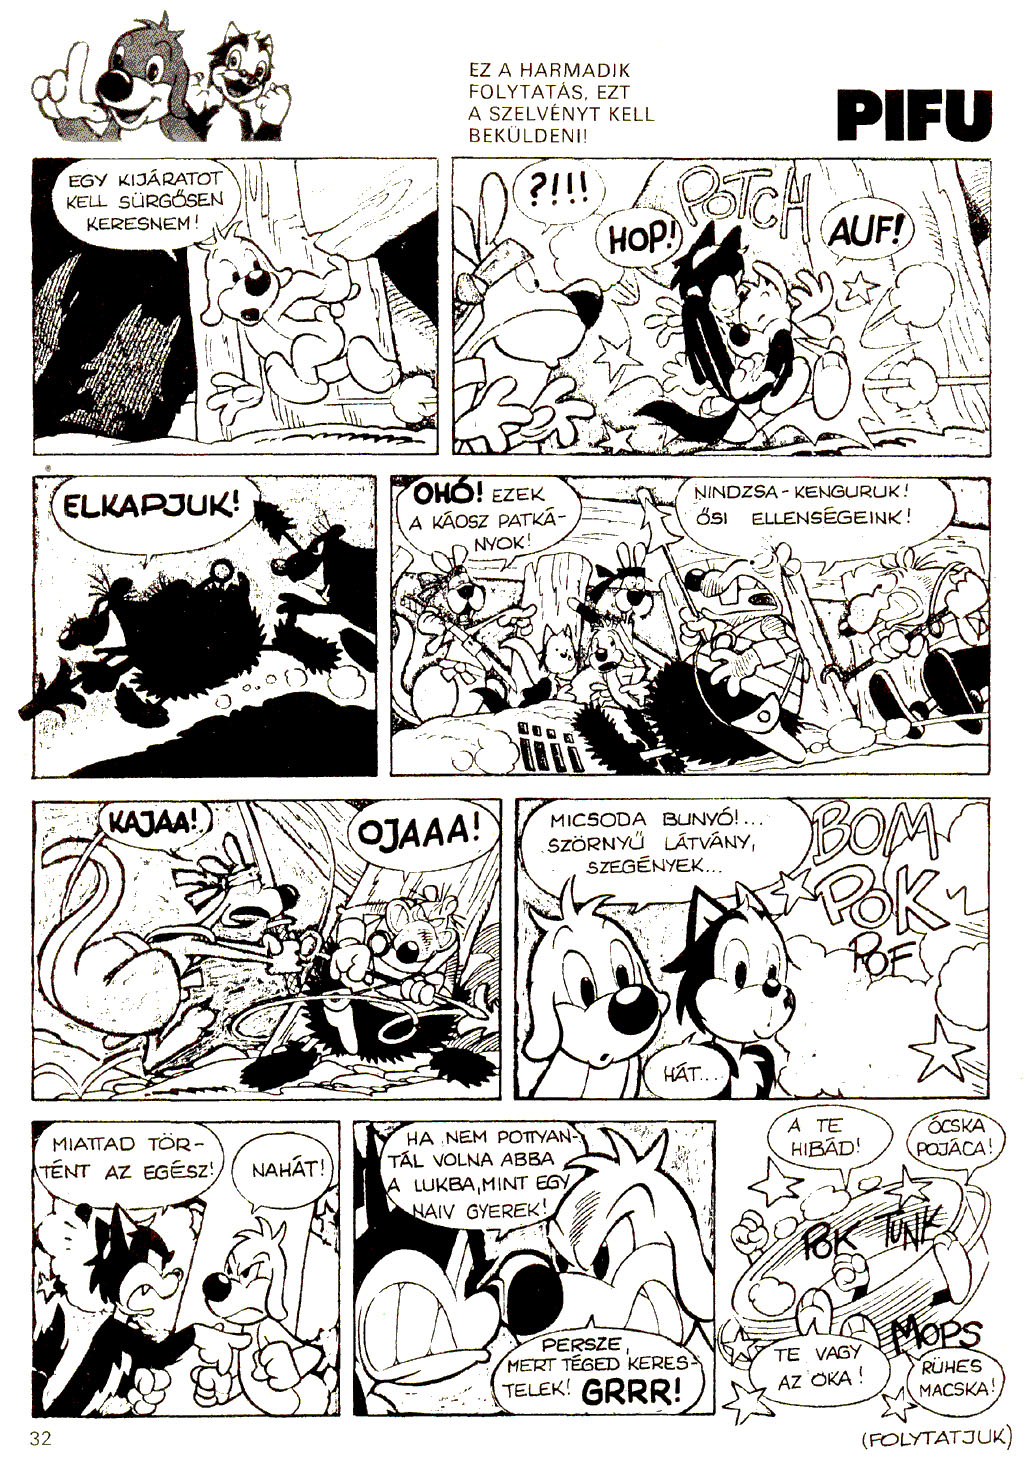 EZ A HARMADIK
FOLYTATÁS, EZT
A SZELVÉNYT KELL
BEKÜLDENI!
PIFU
EGY KIJÁRATOT
KELL SÜRGŐSEN
KERESNEM!
?!!!
HOP!
POTCH
AUF!
ELKAPJUK!
OHÓ! EZEK
A KÁOSZ PATKÁ-
NYOK!
NINDZSA-KENGURUK!
ŐSI ELLENSÉGEINK!
KAJAA!
OJAAA!
MICSODA BUNYÓ!...
SZÖRNYŰ LÁTVÁNY,
SZEGÉNYEK...
BOM
POK
POF
HÁT...
MIATTAD TÖR-
TÉNT AZ EGÉSZ!
NAHÁT!
HA NEM POTTYAN-
TÁL VOLNA ABBA
A LUKBA, MINT EGY
NAIV GYEREK!
PERSZE,
MERT TÉGED KERES-
TELEK! GRRR!
A TE
HIBÁD!
ÓCSKA
POJÁCA!
POK
TUNK
MOPS
TE VAGY
AZ OKA!
RÜHES
MACSKA!
32
(FOLYTATJUK)